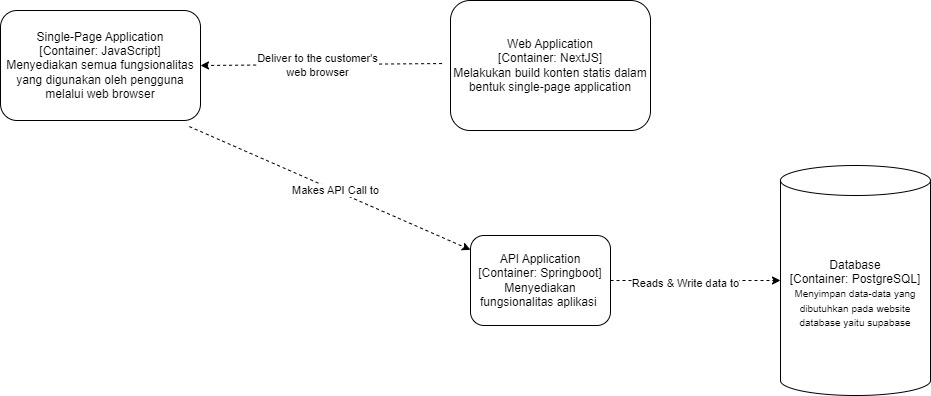 Single-Page Application
[Container: JavaScript]
Menyediakan semua fungsionalitas
yang digunakan oleh pengguna
melalui web browser
Deliver to the customer's
web browser
Web Application
[Container: NextJS]
Melakukan build konten statis dalam
bentuk single-page application
Makes API Call to
API Application
[Container: Springboot]
Menyediakan
fungsionalitas aplikasi
Reads & Write data to
Database
[Container: PostgreSQL]
Menyimpan data-data yang
dibutuhkan pada website
database yaitu supabase